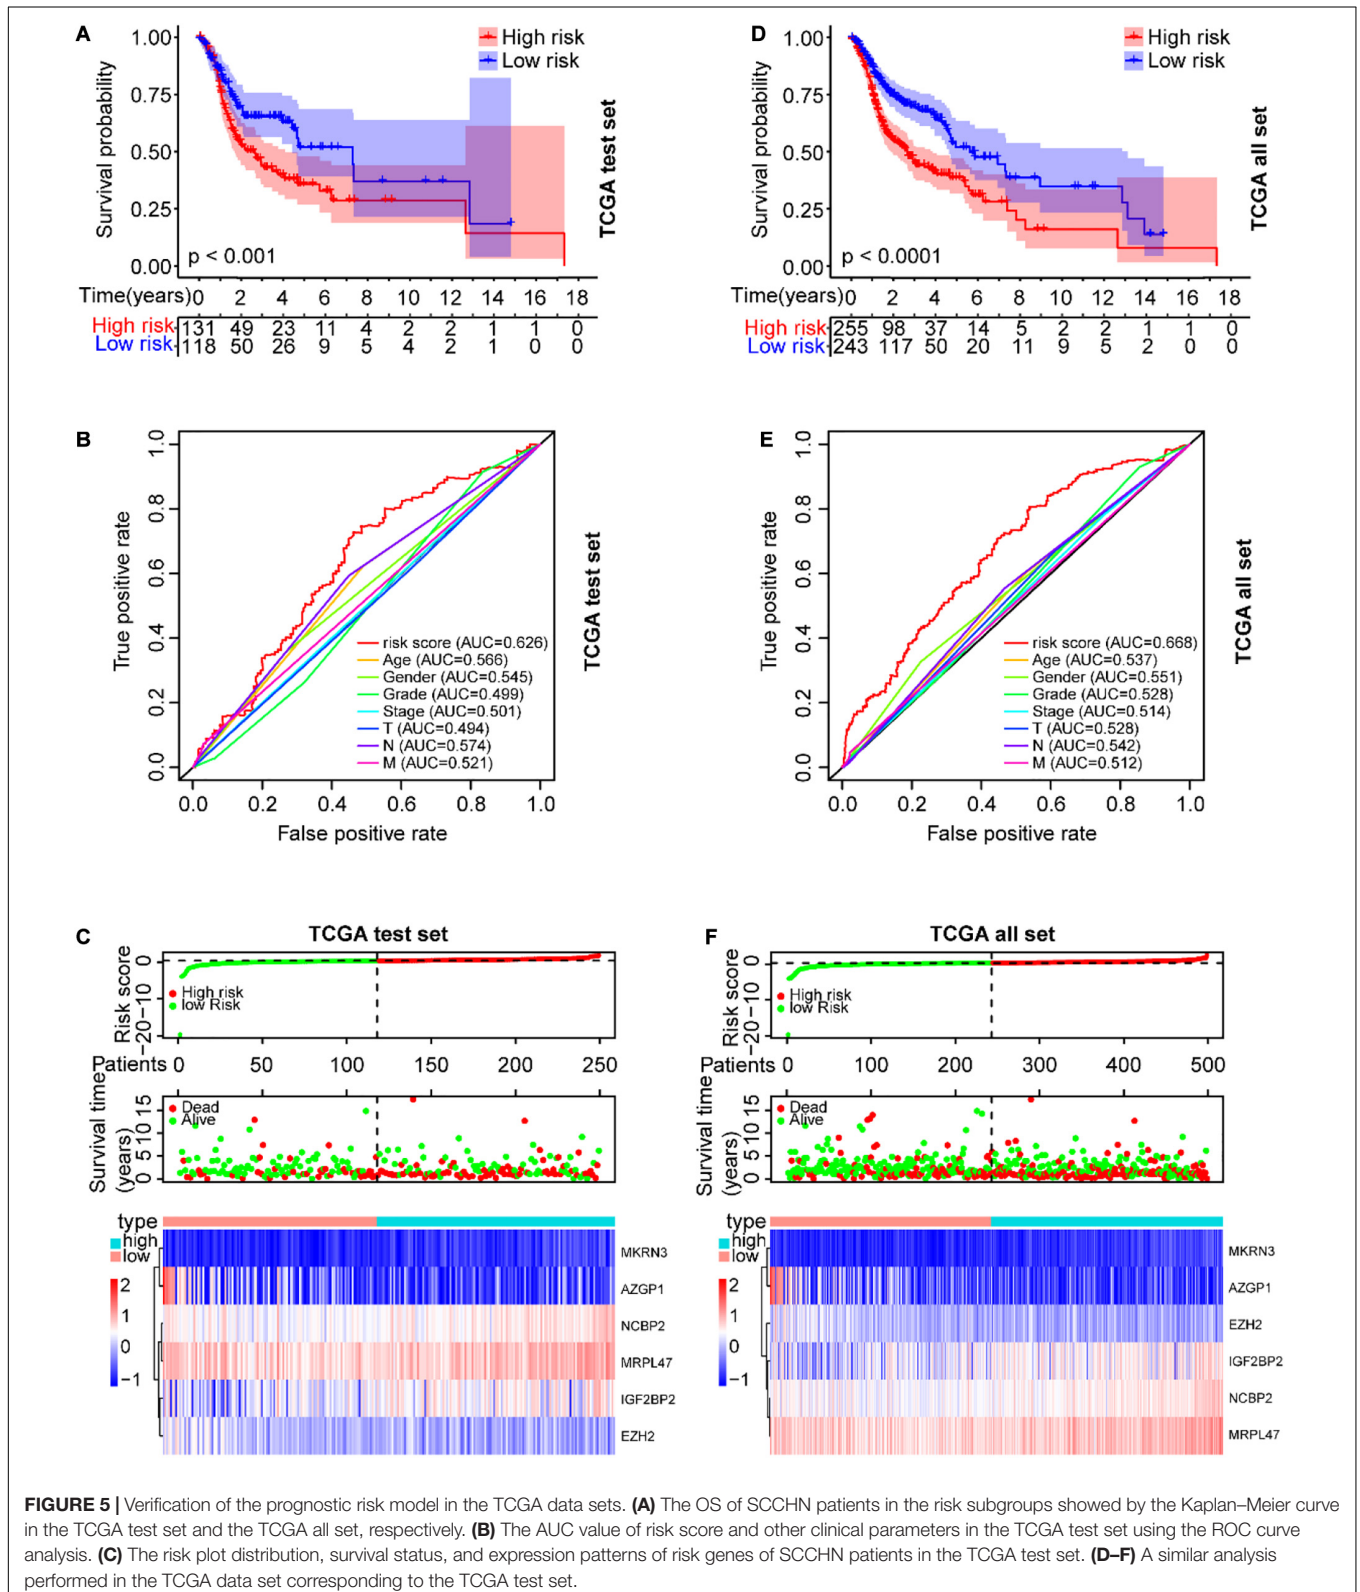 A
1.00
0.75
0.50
0.25
0.00
Survival probability
High risk
Low risk
p < 0.001
TCGA test set
Time(years) 0 2 4 6 8 10 12 14 16 18
High risk 131 49 23 11 4 2 2 1 1 0
Low risk 118 50 26 9 5 4 2 1 0 0
D
1.00
0.75
0.50
0.25
0.00
Survival probability
High risk
Low risk
p < 0.0001
TCGA all set
Time(years) 0 2 4 6 8 10 12 14 16 18
High risk 255 98 37 14 5 2 2 1 1 0
Low risk 243 117 50 20 11 9 5 2 0 0
B
1.0
0.8
0.6
0.4
0.2
0.0
True positive rate
risk score (AUC=0.626)
Age (AUC=0.566)
Gender (AUC=0.545)
Grade (AUC=0.499)
Stage (AUC=0.501)
T (AUC=0.494)
N (AUC=0.574)
M (AUC=0.521)
0.0 0.2 0.4 0.6 0.8 1.0
False positive rate
TCGA test set
E
1.0
0.8
0.6
0.4
0.2
0.0
True positive rate
risk score (AUC=0.668)
Age (AUC=0.537)
Gender (AUC=0.551)
Grade (AUC=0.528)
Stage (AUC=0.514)
T (AUC=0.528)
N (AUC=0.542)
M (AUC=0.512)
0.0 0.2 0.4 0.6 0.8 1.0
False positive rate
TCGA all set
C
TCGA test set
Risk score
0
−10
−20
High risk
low Risk
Patients 0 50 100 150 200 250
Survival time
(years)
15
10
5
0
Dead
Alive
type
high
low
2
1
0
−1
MKRN3
AZGP1
NCBP2
MRPL47
IGF2BP2
EZH2
F
TCGA all set
Risk score
0
−10
−20
High risk
low Risk
Patients 0 100 200 300 400 500
Survival time
(years)
15
10
5
0
Dead
Alive
type
high
low
2
1
0
−1
MKRN3
AZGP1
EZH2
IGF2BP2
NCBP2
MRPL47
FIGURE 5 | Verification of the prognostic risk model in the TCGA data sets. (A) The OS of SCCHN patients in the risk subgroups showed by the Kaplan–Meier curve
in the TCGA test set and the TCGA all set, respectively. (B) The AUC value of risk score and other clinical parameters in the TCGA test set using the ROC curve
analysis. (C) The risk plot distribution, survival status, and expression patterns of risk genes of SCCHN patients in the TCGA test set. (D–F) A similar analysis
performed in the TCGA data set corresponding to the TCGA test set.